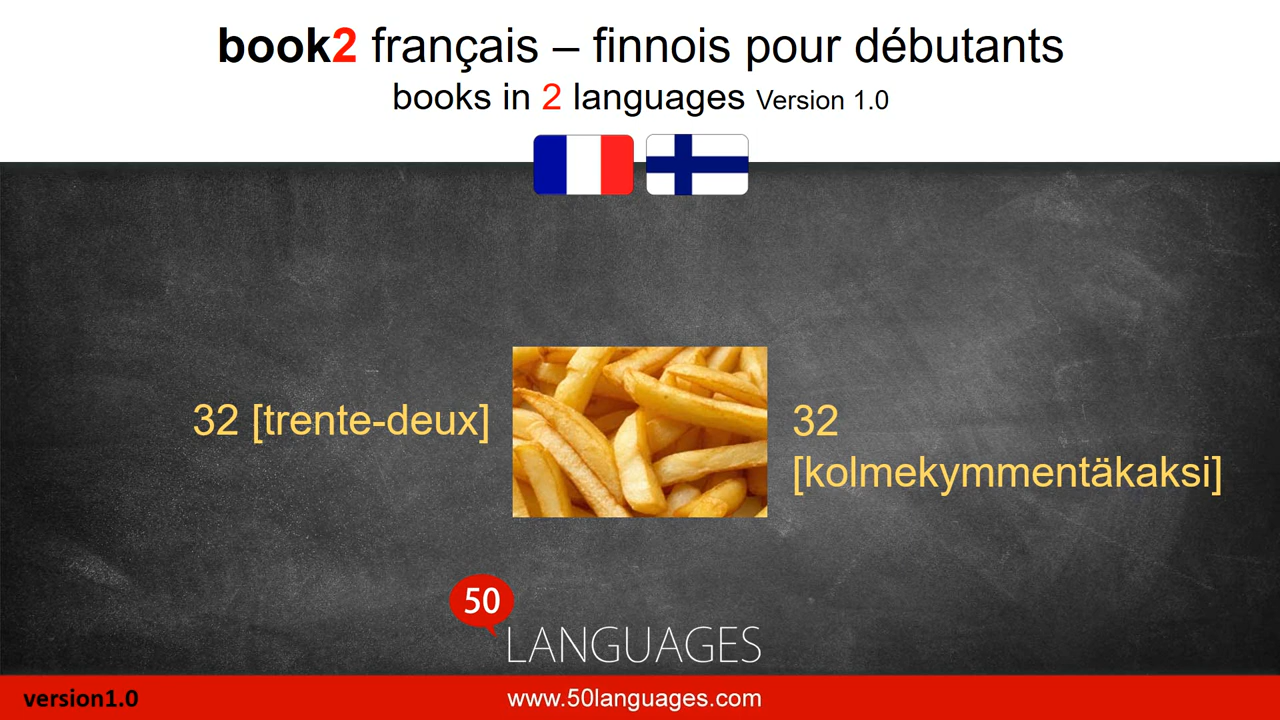 book2 français – finnois pour débutants
books in 2 languages Version 1.0
32 [trente-deux]
32
[kolmekymmentäkaksi]
50
LANGUAGES
version1.0
www.50languages.com